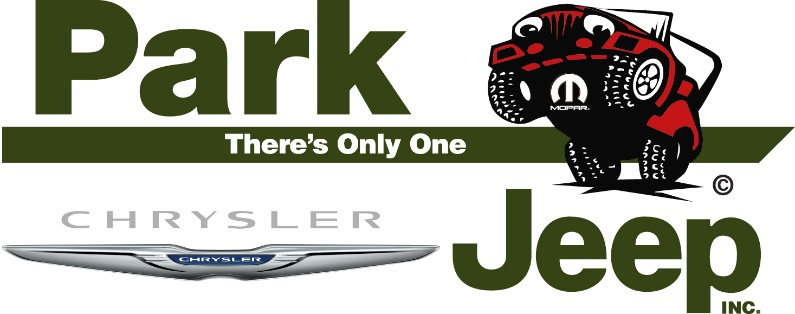 Park
MOPAR®
There's Only One
©
CHRYSLER
CHRYSLER
Jeep
INC.